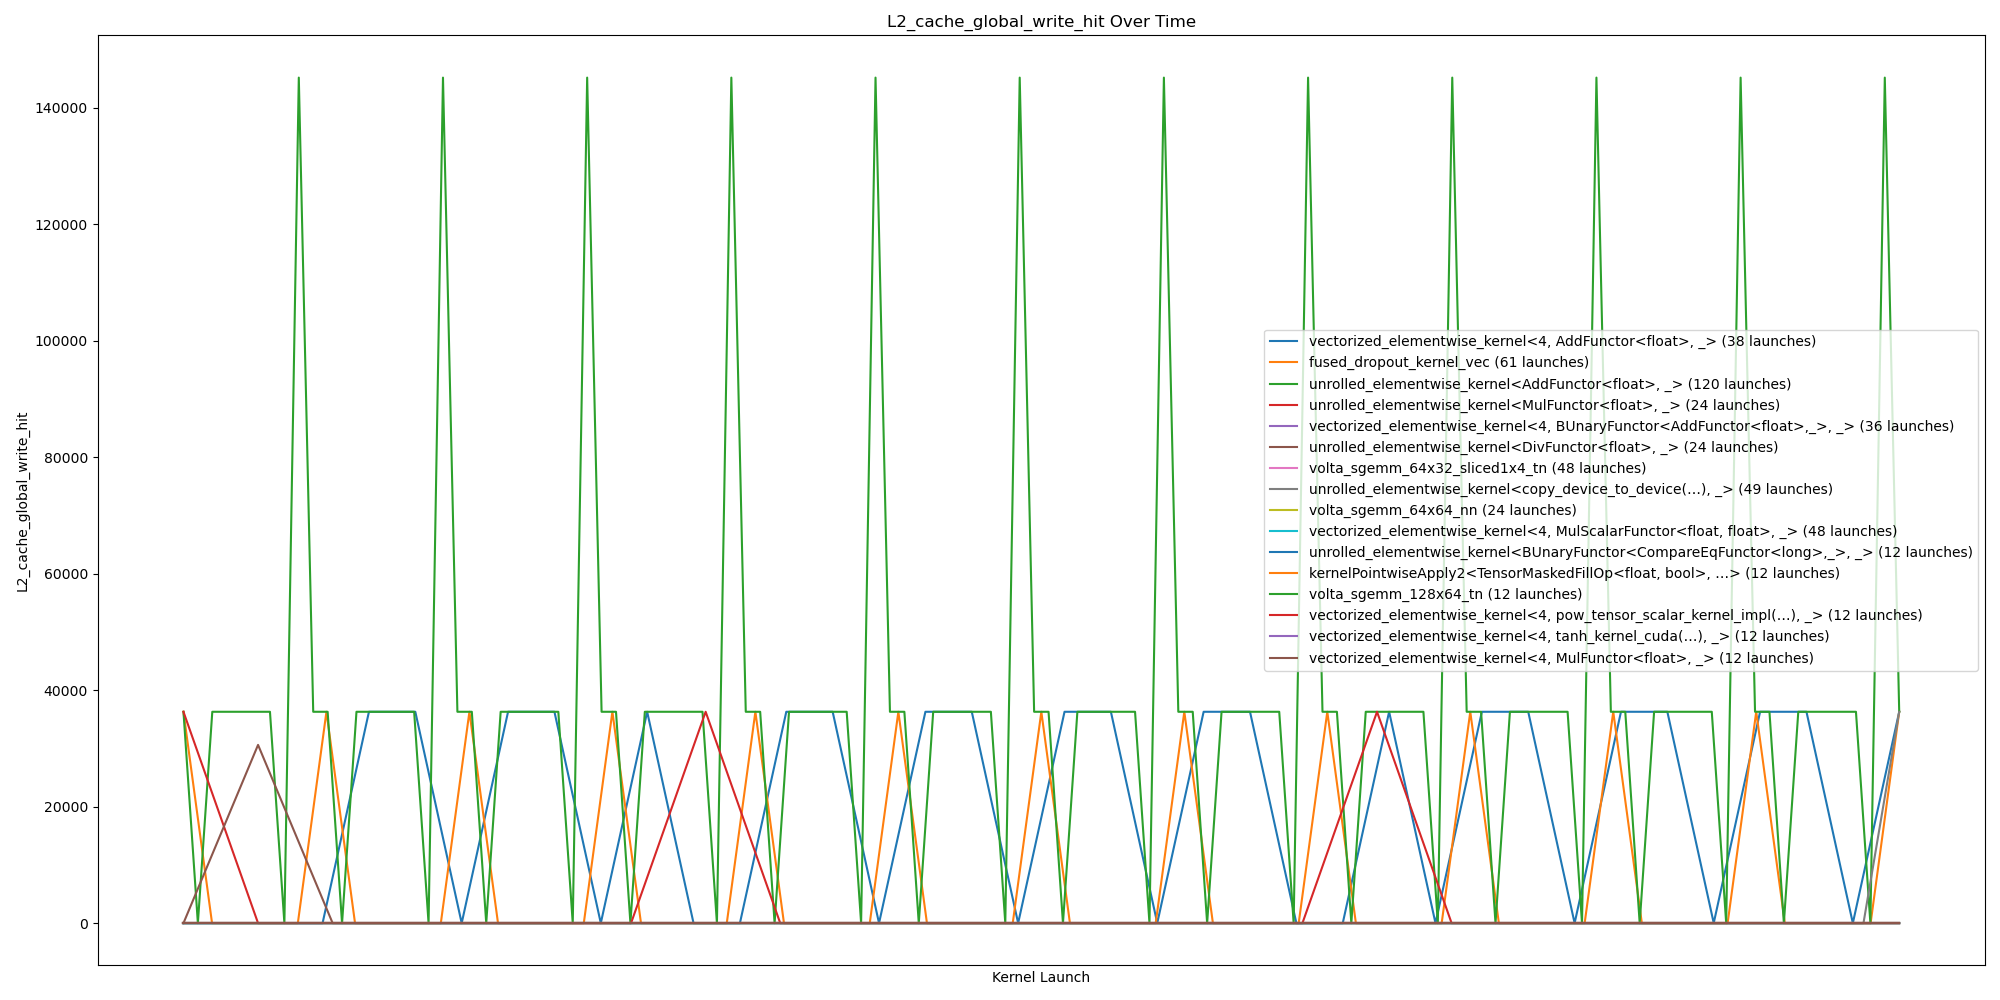 L2_cache_global_write_hit Over Time
140000
120000
100000
80000
60000
40000
20000
0
L2_cache_global_write_hit
Kernel Launch
vectorized_elementwise_kernel<4, AddFunctor<float>, _> (38 launches)
fused_dropout_kernel_vec (61 launches)
unrolled_elementwise_kernel<AddFunctor<float>, _> (120 launches)
unrolled_elementwise_kernel<MulFunctor<float>, _> (24 launches)
vectorized_elementwise_kernel<4, BUnaryFunctor<AddFunctor<float>,_>, _> (36 launches)
unrolled_elementwise_kernel<DivFunctor<float>, _> (24 launches)
volta_sgemm_64x32_sliced1x4_tn (48 launches)
unrolled_elementwise_kernel<copy_device_to_device(...), _> (49 launches)
volta_sgemm_64x64_nn (24 launches)
vectorized_elementwise_kernel<4, MulScalarFunctor<float, float>, _> (48 launches)
unrolled_elementwise_kernel<BUnaryFunctor<CompareEqFunctor<long>,_>, _> (12 launches)
kernelPointwiseApply2<TensorMaskedFillOp<float, bool>, ...> (12 launches)
volta_sgemm_128x64_tn (12 launches)
vectorized_elementwise_kernel<4, pow_tensor_scalar_kernel_impl(...), _> (12 launches)
vectorized_elementwise_kernel<4, tanh_kernel_cuda(...), _> (12 launches)
vectorized_elementwise_kernel<4, MulFunctor<float>, _> (12 launches)